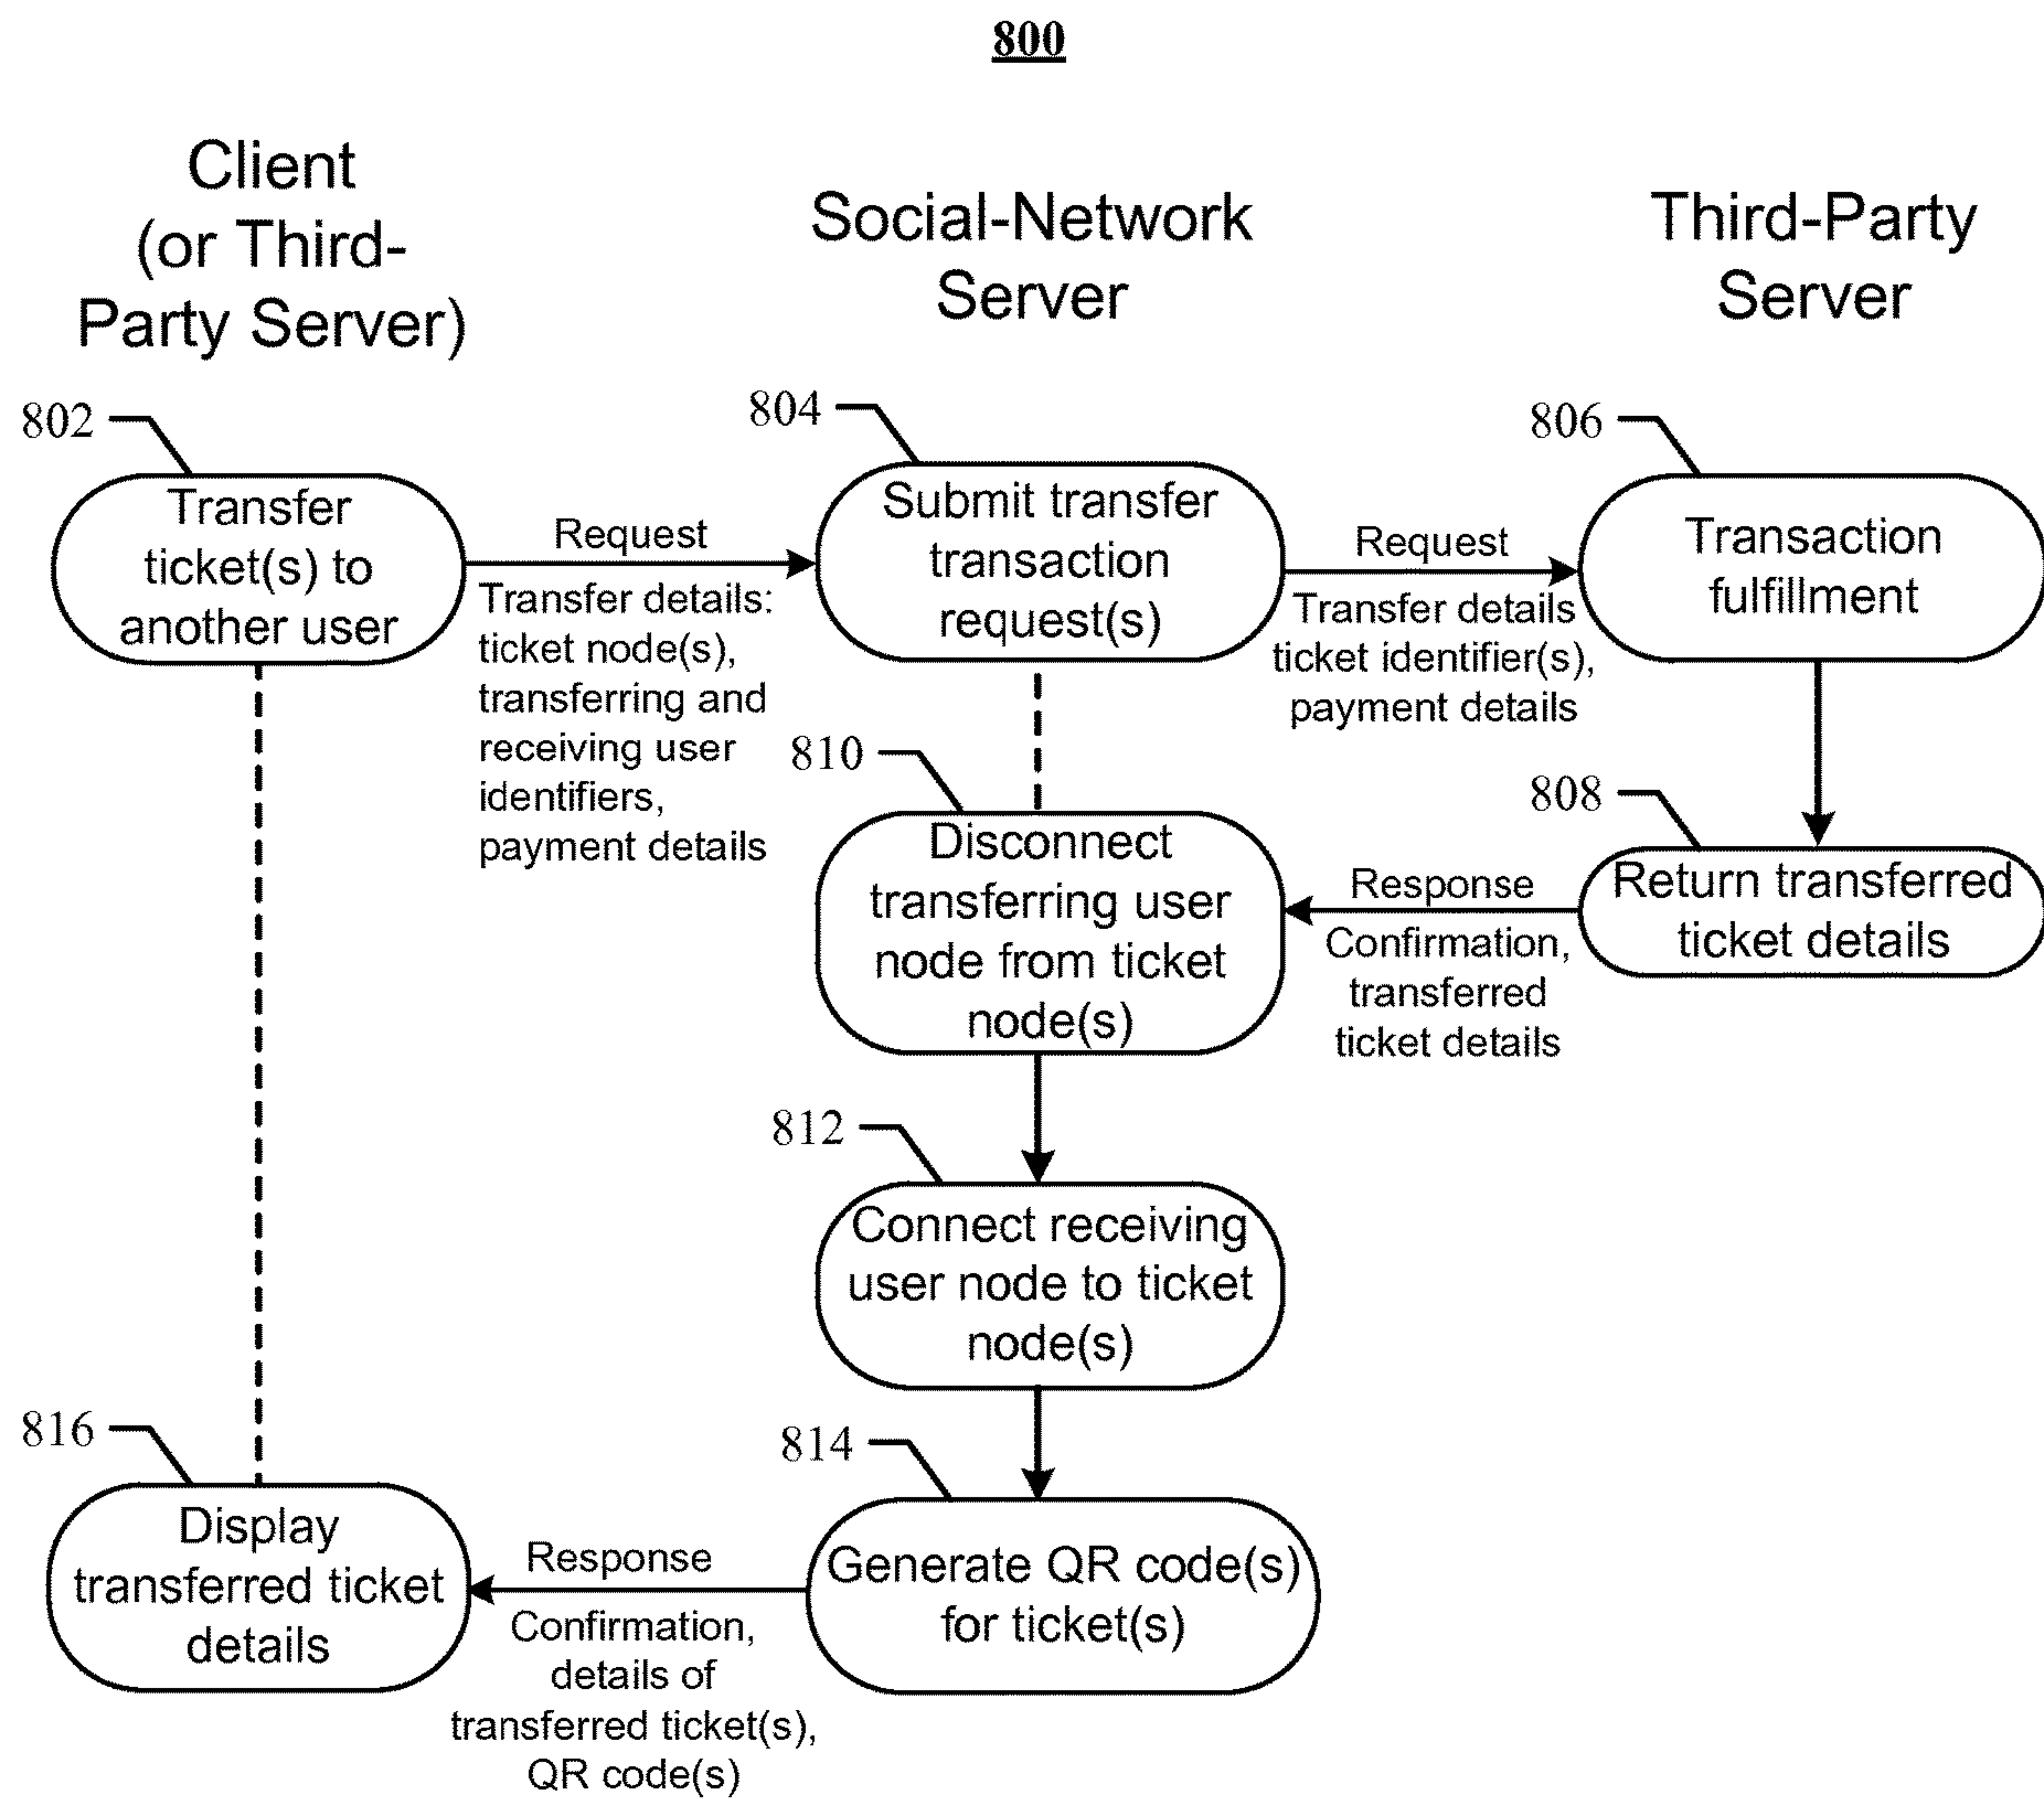 800
Client
(or Third-
Party Server)
Social-Network
Server
Third-Party
Server
802
Transfer
ticket(s) to
another user
Request
Transfer details:
ticket node(s),
transferring and
receiving user
identifiers,
payment details
804
Submit transfer
transaction
request(s)
Request
Transfer details
ticket identifier(s),
payment details
806
Transaction
fulfillment
808
Return transferred
ticket details
Response
Confirmation,
transferred
ticket details
810
Disconnect
transferring user
node from ticket
node(s)
812
Connect receiving
user node to ticket
node(s)
814
Generate QR code(s)
for ticket(s)
Response
Confirmation,
details of
transferred ticket(s),
QR code(s)
816
Display
transferred ticket
details